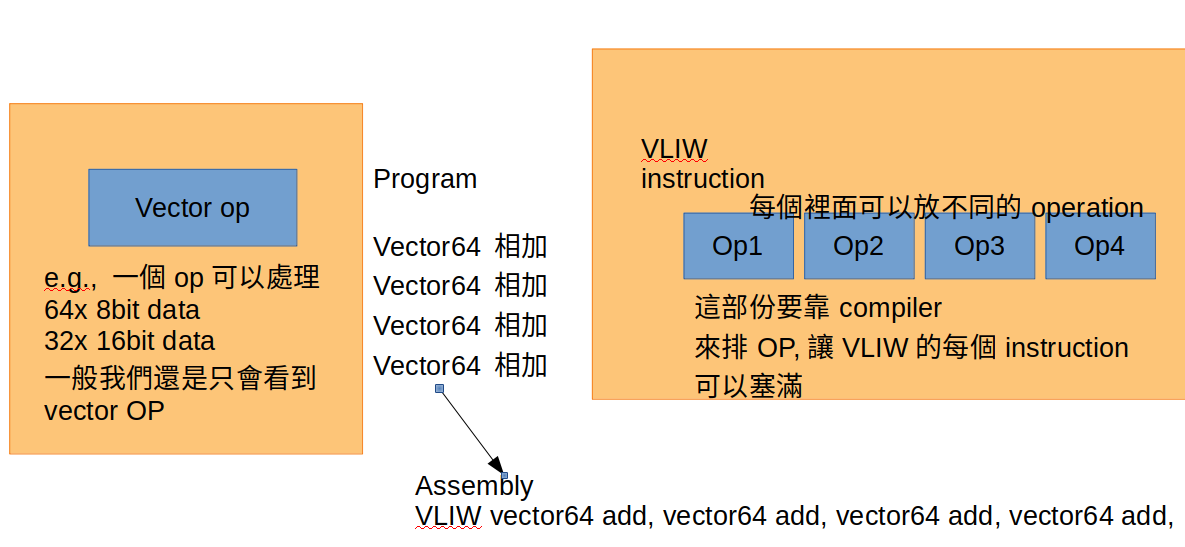 Vector op
e.g., 一個 op 可以處理
64x 8bit data
32x 16bit data
一般我們還是只會看到
vector OP
Program
Vector64 相加
Vector64 相加
Vector64 相加
Vector64 相加
VLIW
instruction
每個裡面可以放不同的 operation
Op1 Op2 Op3 Op4
這部份要靠 compiler
來排 OP, 讓 VLIW 的每個 instruction
可以塞滿
Assembly
VLIW vector64 add, vector64 add, vector64 add, vector64 add,